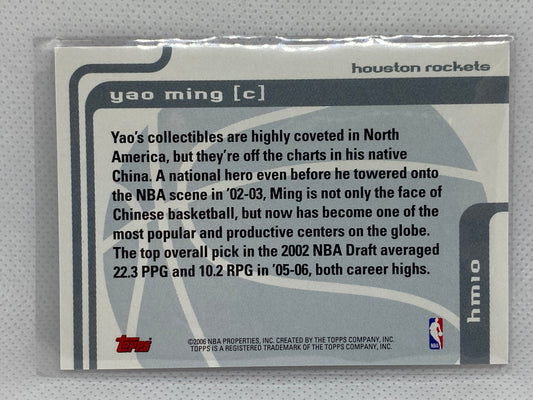 houston rockets
yao ming [c]
Yao's collectibles are highly coveted in North
America, but they're off the charts in his native
China. A national hero even before he towered onto
the NBA scene in '02-03, Ming is not only the face of
Chinese basketball, but now has become one of the
most popular and productive centers on the globe.
The top overall pick in the 2002 NBA Draft averaged
22.3 PPG and 10.2 RPG in '05-06, both career highs.
hm10
Topps
©2006 NBA PROPERTIES, INC. CREATED BY THE TOPPS COMPANY, INC.
TOPPS IS A REGISTERED TRADEMARK OF THE TOPPS COMPANY, INC.
NBA